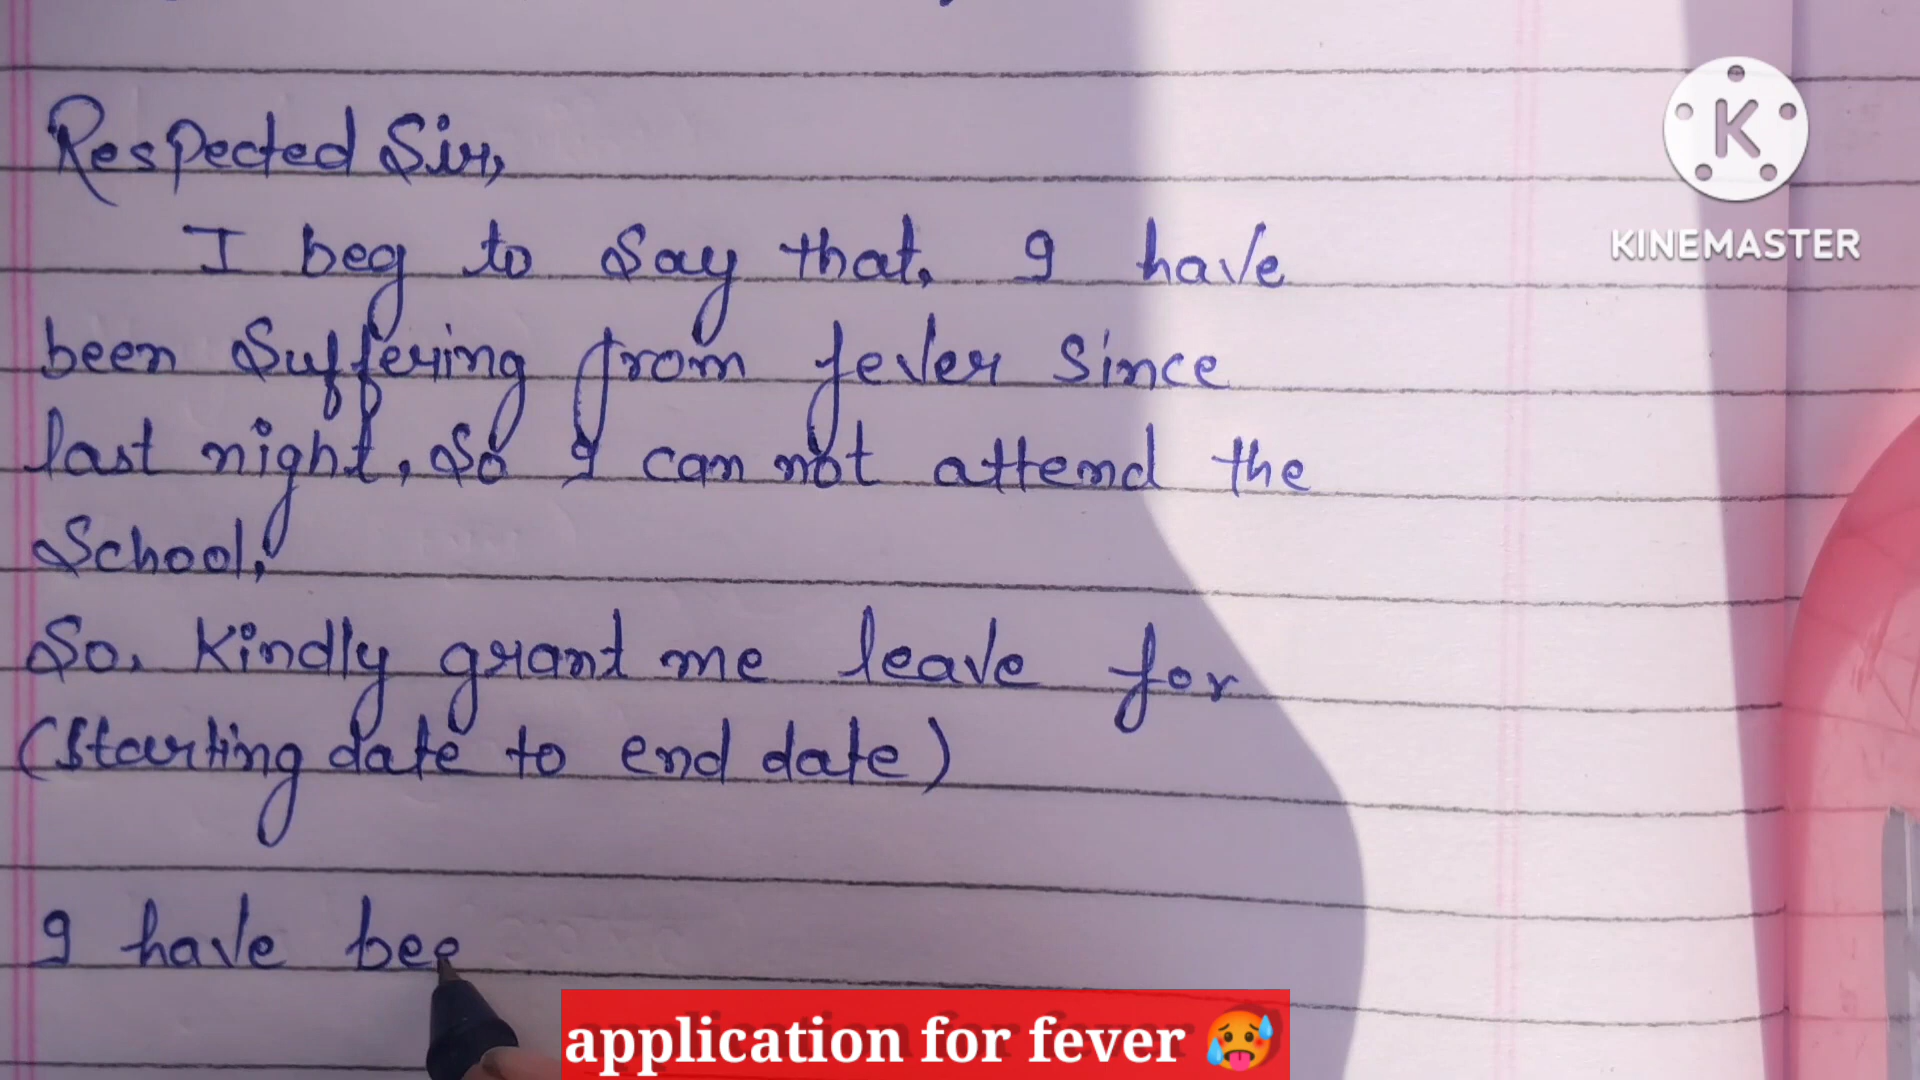 Respected Sir,
I beg to Say that, I have
been Suffering from fever Since
last night, So I can not attend the
School,
So, Kindly grant me leave for
(Starting date to end date)
I have bee
application for fever 🥵
K
KINEMASTER